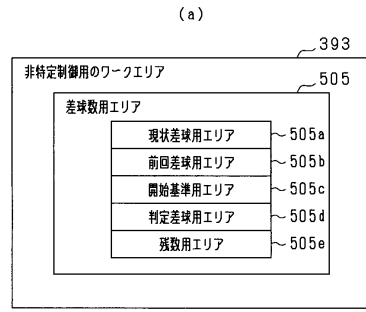 (a)
393
非特定制御用のワークエリア
505
差球数用エリア
現状差球用エリア 505a
前回差球用エリア 505b
開始基準用エリア 505c
判定差球用エリア 505d
残数用エリア 505e